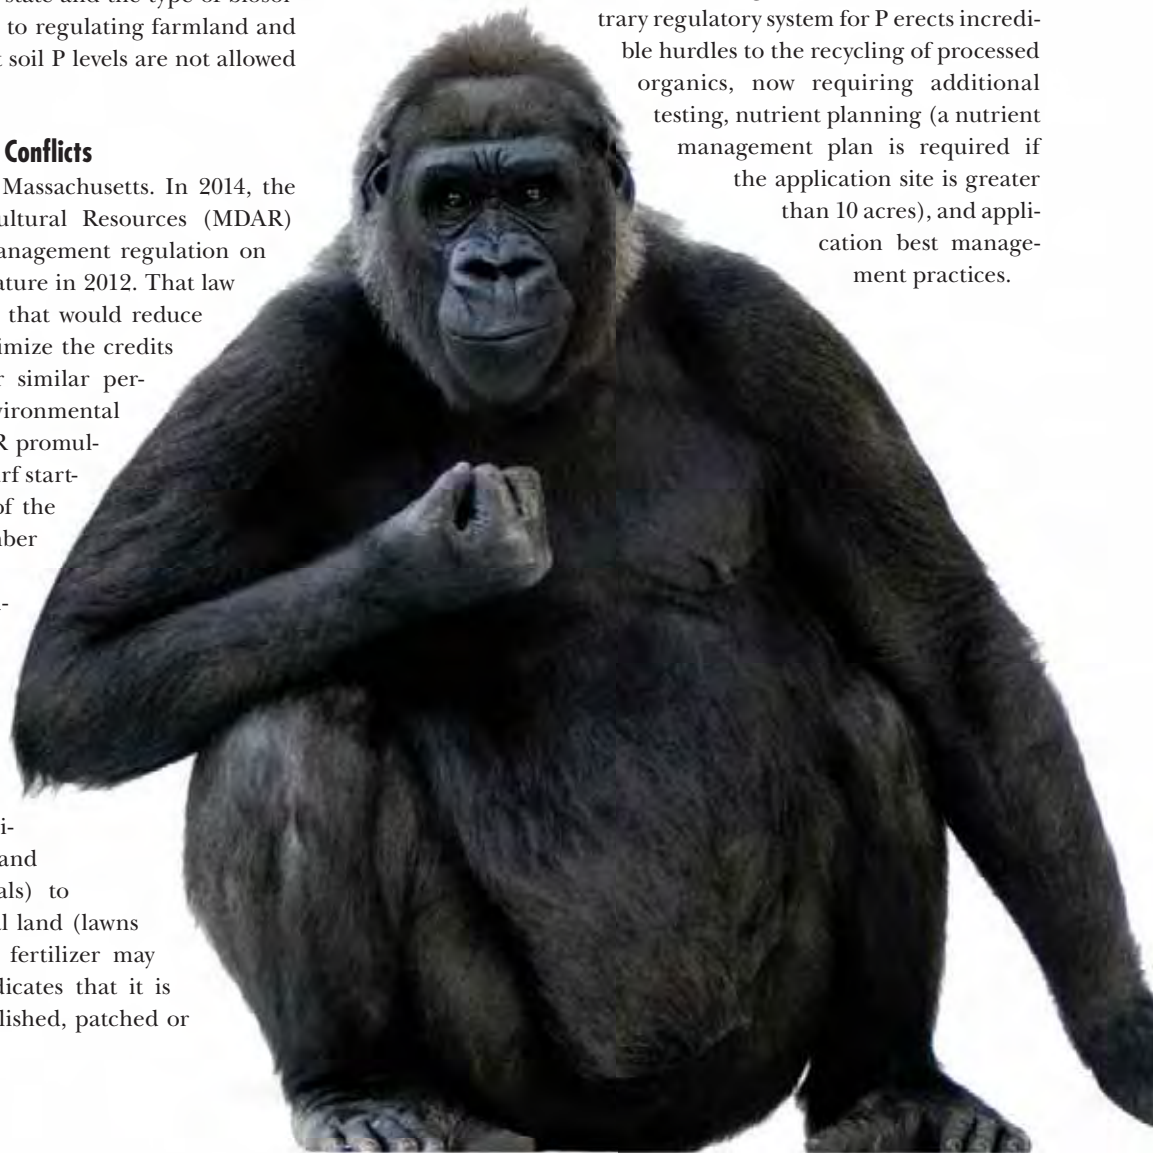 state and the type of biosol-
to regulating farmland and
soil P levels are not allowed
Conflicts
Massachusetts. In 2014, the
ultural Resources (MDAR)
anagement regulation on
ature in 2012. That law
that would reduce
imize the credits
r similar per-
vironmental
R promul-
rf start-
of the
ber
i-
and
als) to
l land (lawns
fertilizer may
dicates that it is
lished, patched or
trary regulatory system for P erects incredi-
ble hurdles to the recycling of processed
organics, now requiring additional
testing, nutrient planning (a nutrient
management plan is required if
the application site is greater
than 10 acres), and appli-
cation best manage-
ment practices.